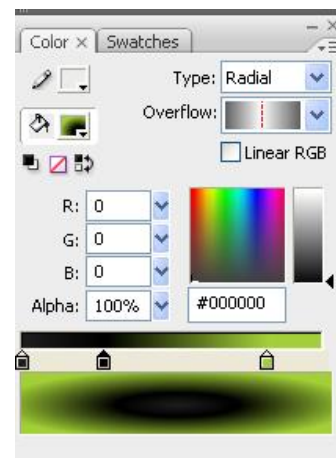 Color × Swatches
Type: Radial
Overflow:
Linear RGB
R: 0
G: 0
B: 0
Alpha: 100% #000000